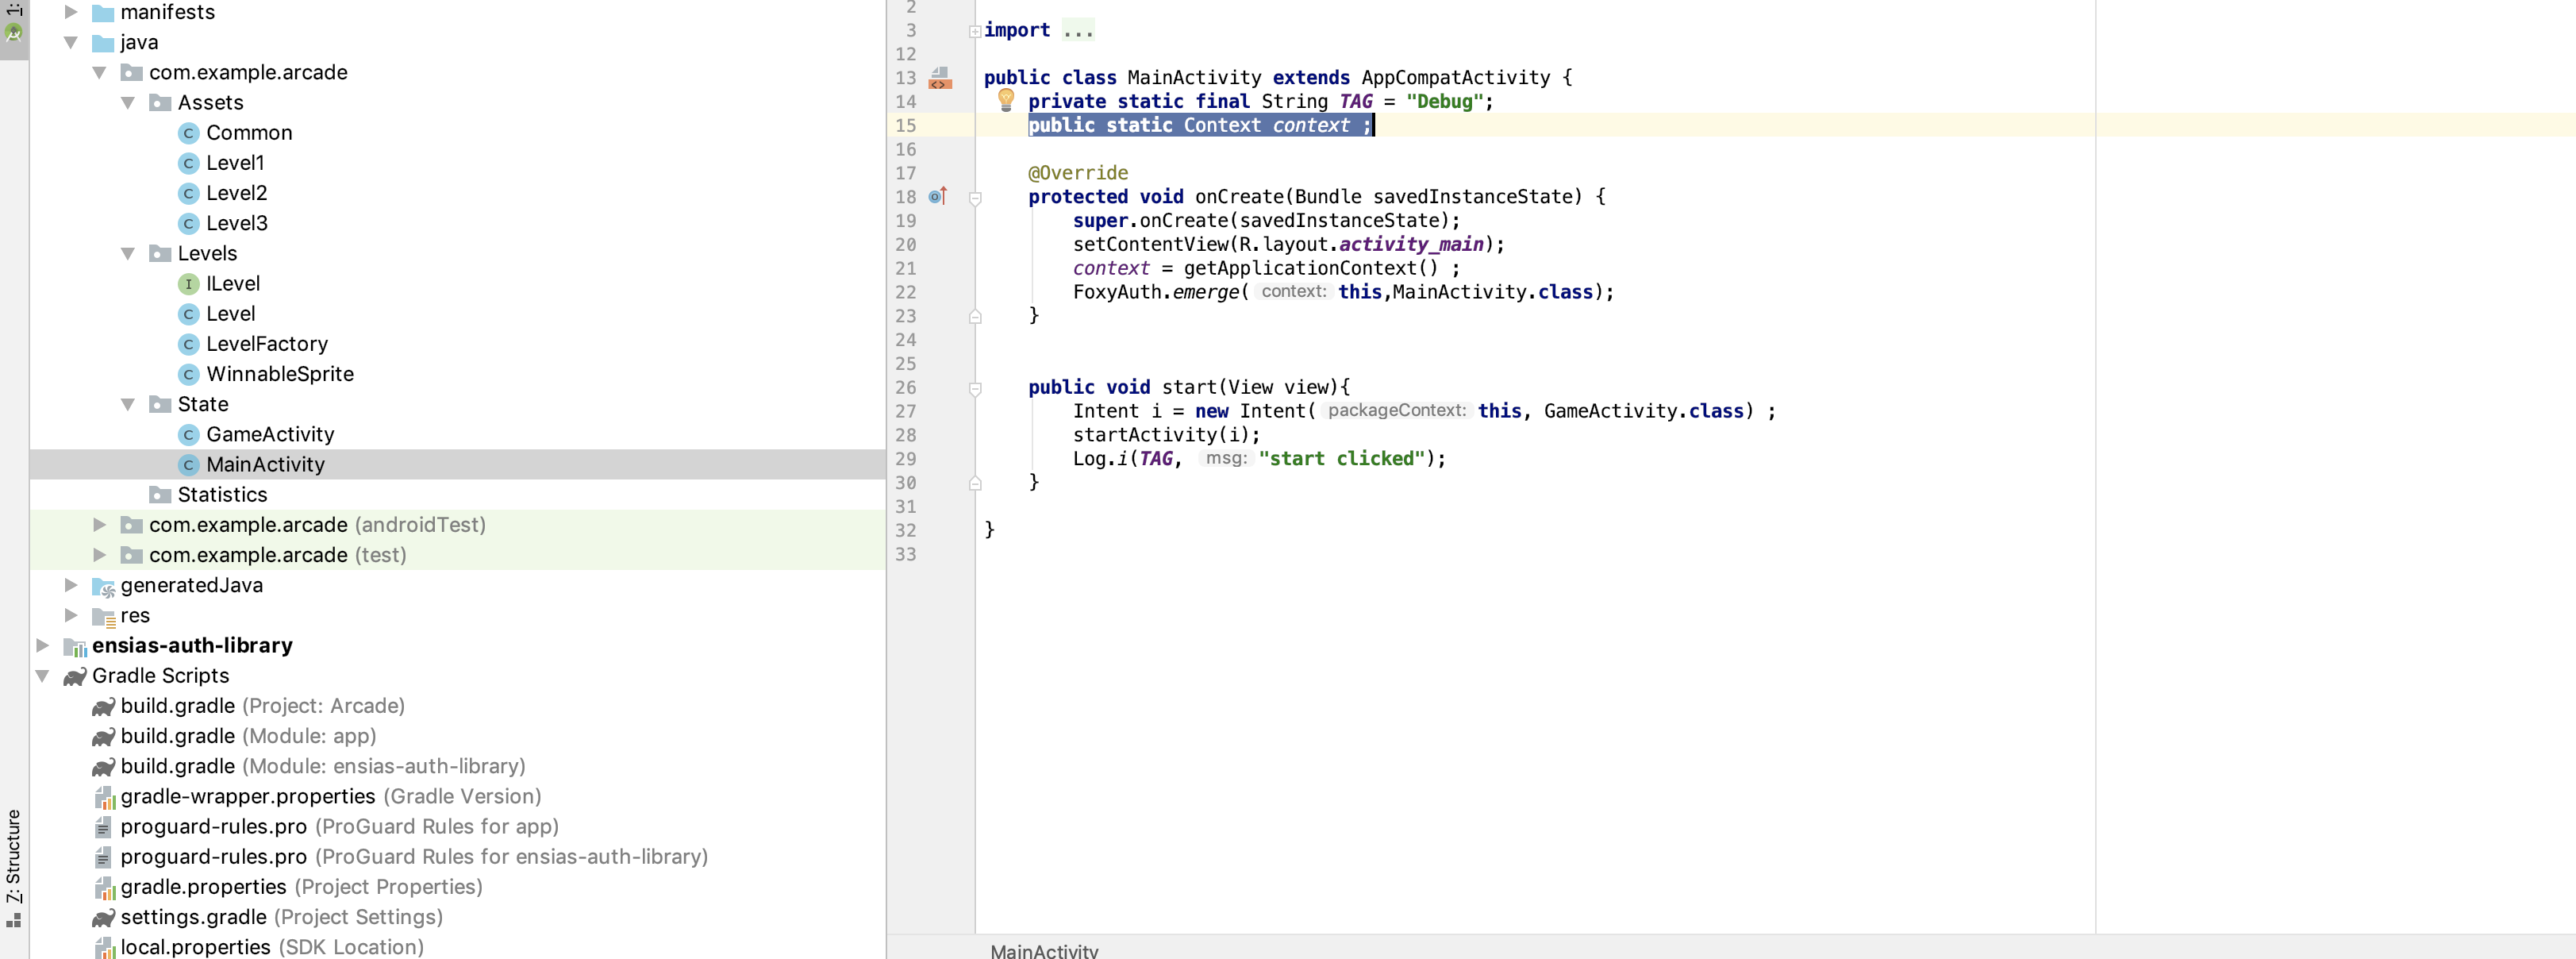 1:
manifests
java
com.example.arcade
Assets
Common
Level1
Level2
Level3
Levels
ILevel
Level
LevelFactory
WinnableSprite
State
GameActivity
MainActivity
Statistics
com.example.arcade (androidTest)
com.example.arcade (test)
generatedJava
res
ensias-auth-library
Gradle Scripts
build.gradle (Project: Arcade)
build.gradle (Module: app)
build.gradle (Module: ensias-auth-library)
gradle-wrapper.properties (Gradle Version)
proguard-rules.pro (ProGuard Rules for app)
proguard-rules.pro (ProGuard Rules for ensias-auth-library)
gradle.properties (Project Properties)
settings.gradle (Project Settings)
local.properties (SDK Location)
Z: Structure
2
3 import ...
12
13 public class MainActivity extends AppCompatActivity {
14 private static final String TAG = "Debug";
15 public static Context context ;
16
17 @Override
18 protected void onCreate(Bundle savedInstanceState) {
19 super.onCreate(savedInstanceState);
20 setContentView(R.layout.activity_main);
21 context = getApplicationContext() ;
22 FoxyAuth.emerge( context: this,MainActivity.class);
23 }
24
25
26 public void start(View view){
27 Intent i = new Intent( packageContext: this, GameActivity.class) ;
28 startActivity(i);
29 Log.i(TAG, msg: "start clicked");
30 }
31
32 }
33
MainActivity